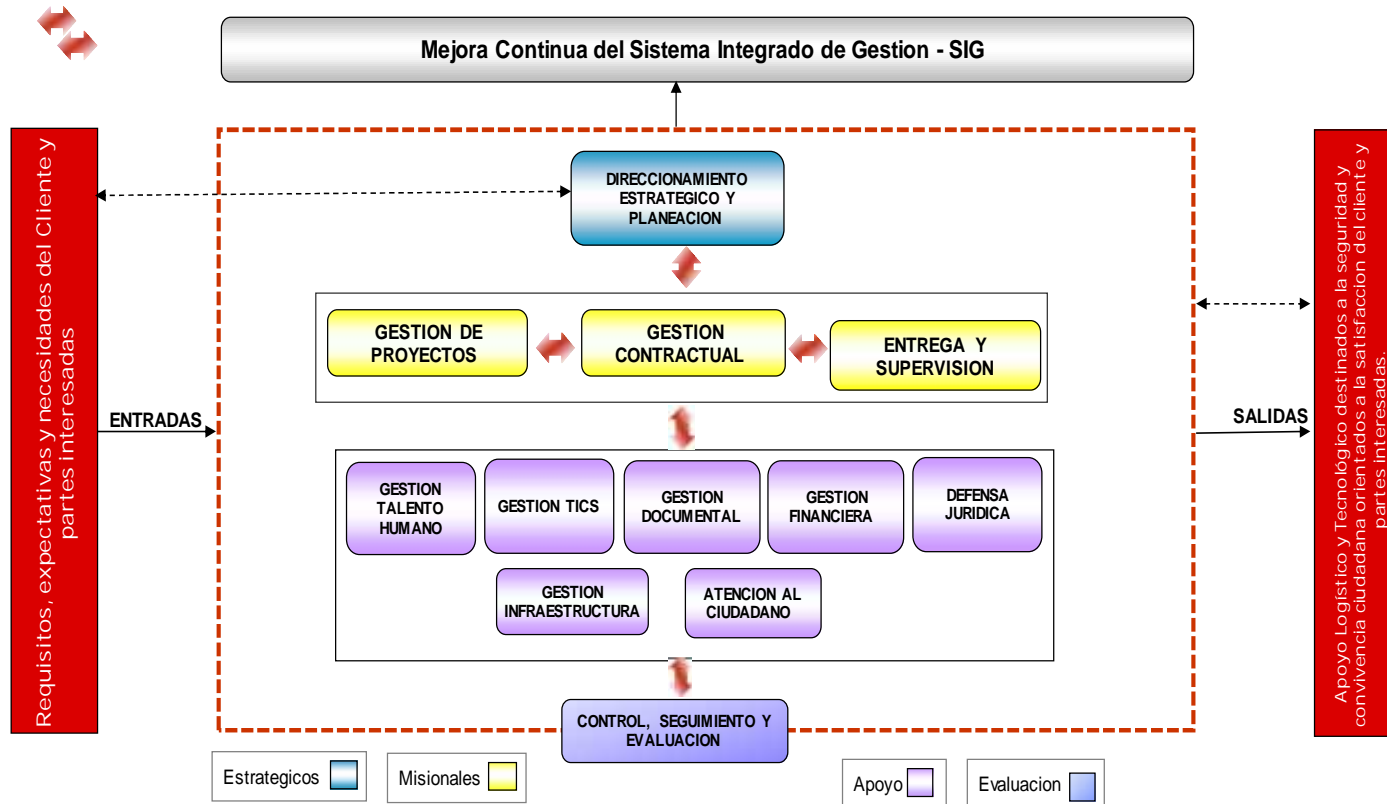 Mejora Continua del Sistema Integrado de Gestion - SIG
Requisitos, expectativas y necesidades del Cliente y
partes interesadas
ENTRADAS
DIRECCIONAMIENTO
ESTRATEGICO Y
PLANEACION
GESTION DE
PROYECTOS
GESTION
CONTRACTUAL
ENTREGA Y
SUPERVISION
GESTION
TALENTO
HUMANO
GESTION TICS
GESTION
DOCUMENTAL
GESTION
FINANCIERA
DEFENSA
JURIDICA
GESTION
INFRAESTRUCTURA
ATENCION AL
CIUDADANO
CONTROL, SEGUIMIENTO Y
EVALUACION
SALIDAS
Apoyo Logístico y Tecnológico destinados a la seguridad y
convivencia ciudadana orientados a la satisfaccion del cliente y
partes interesadas.
Estrategicos
Misionales
Apoyo
Evaluacion